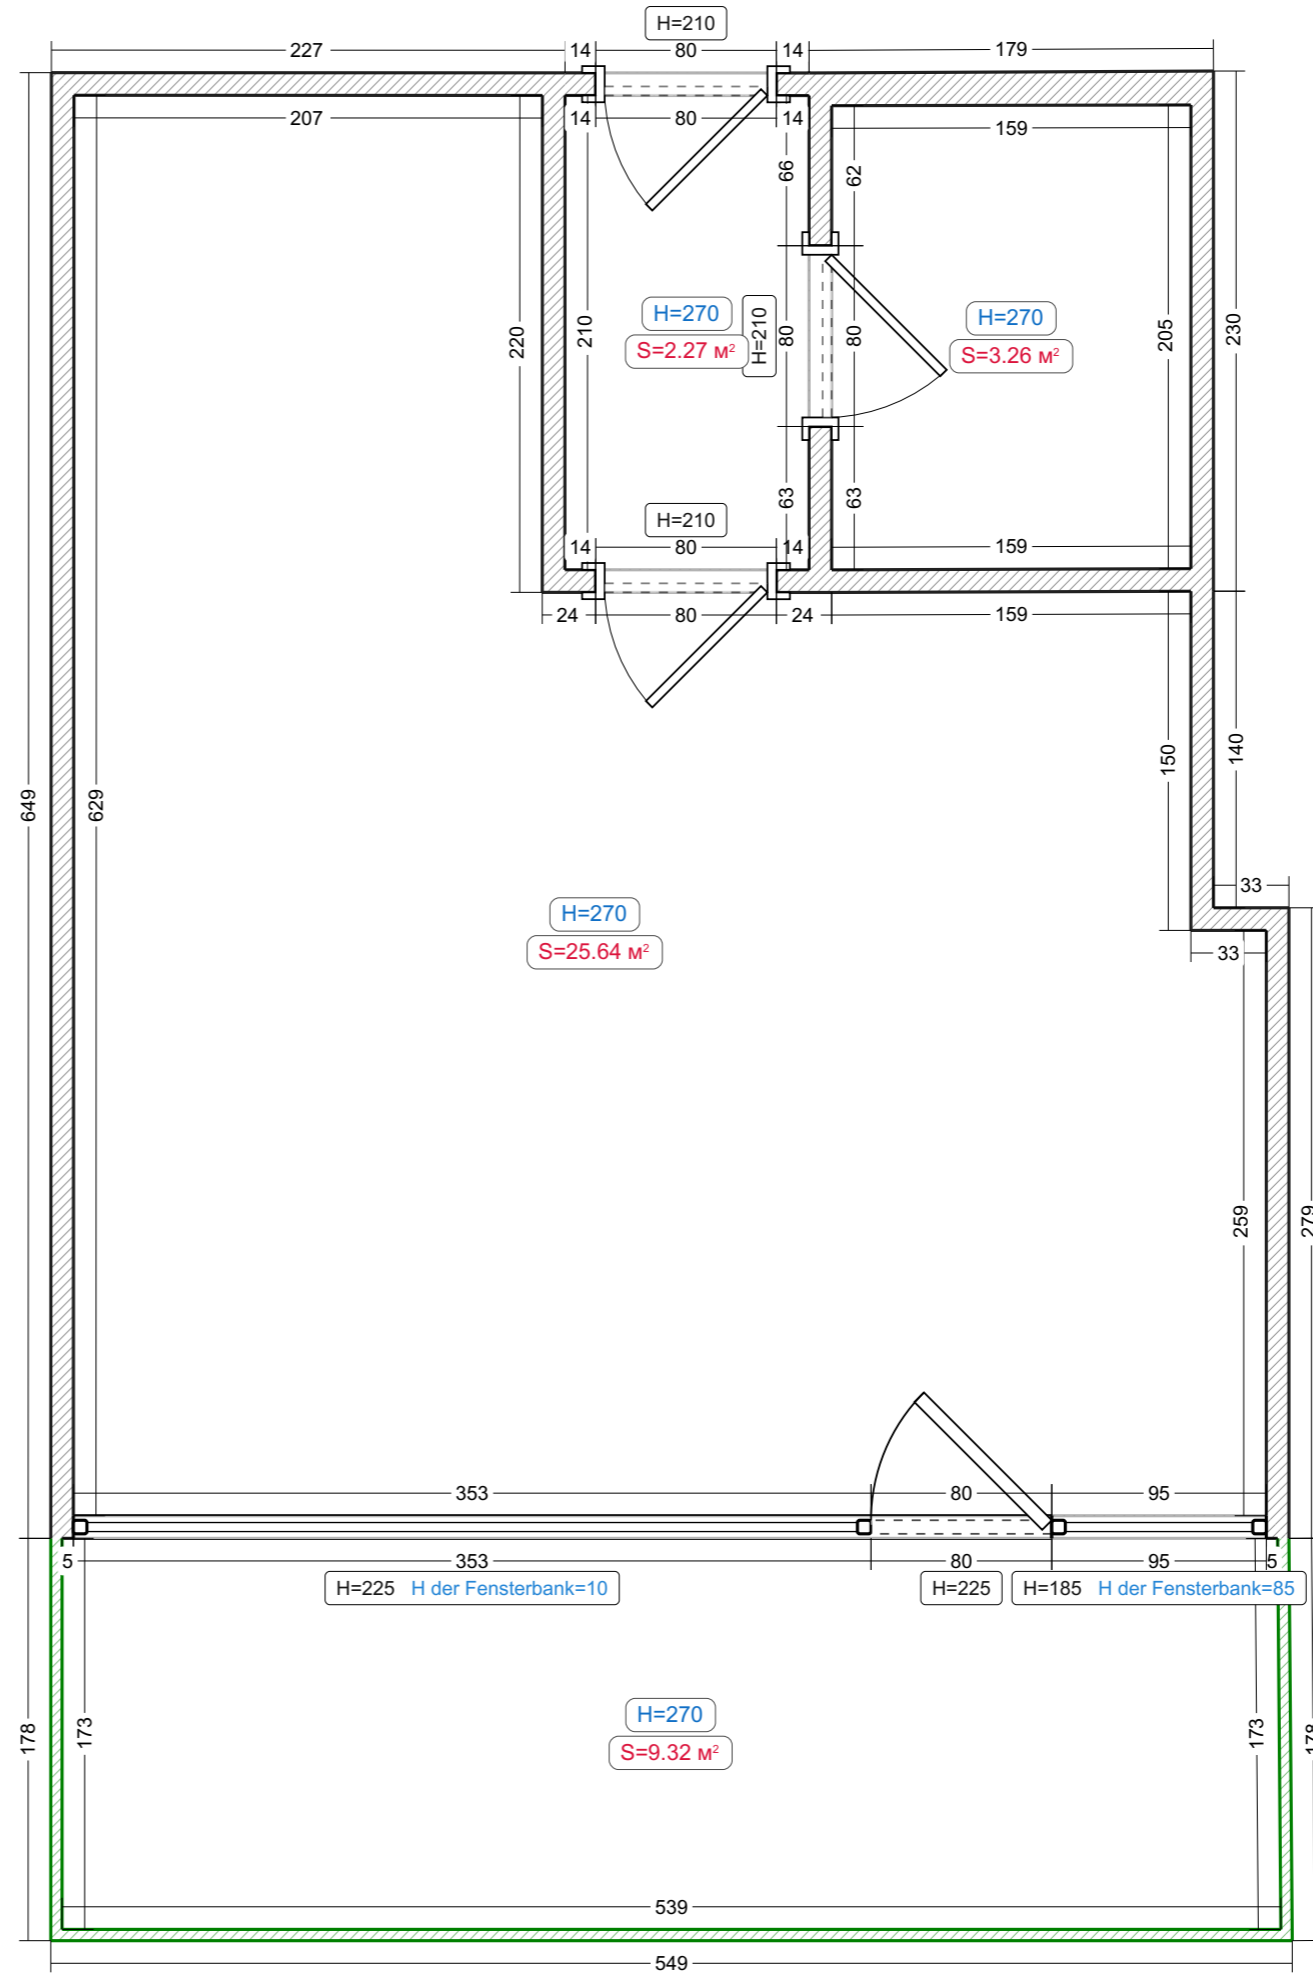 H=210
227 14 80 14 179
207 14 80 14 159
66 62
H=270 H=270
S=2.27 м² S=3.26 м²
220 210 H=210 80 80 205 230
63 63
H=210
14 80 14 159
24 80 24 159
150 140
649 629
33
H=270
S=25.64 м²
33
259 279
353 80 95
5 353 80 95 5
H=225 H der Fensterbank=10 H=225 H=185 H der Fensterbank=85
H=270
178 173 173 178
S=9.32 м²
539
549